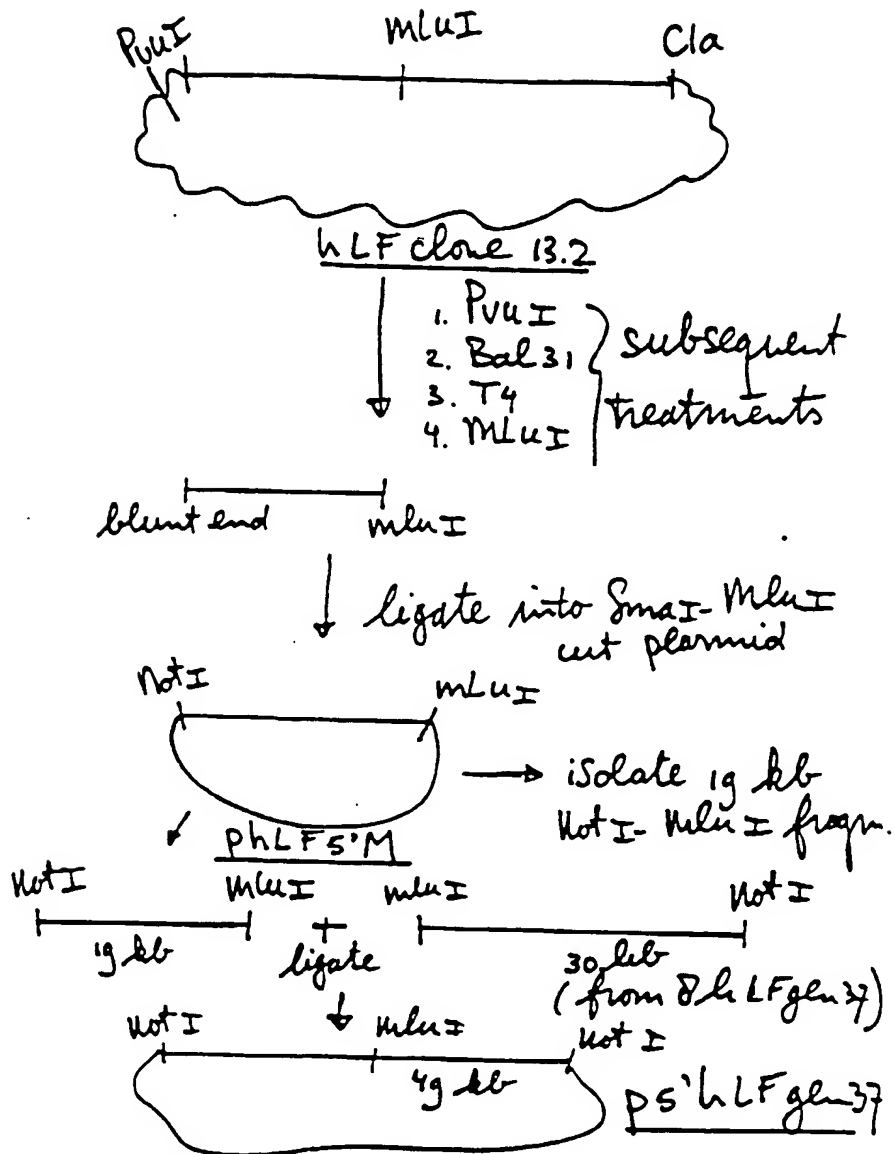 PvuI mLuI Cla
hLF clone 13.2
1. PvuI
2. Bal31
3. T4
4. MLuI
subsequent
treatments
blunt end mluI
ligate into SmaI-MluI
cut plasmid
NotI mLuI
isolate 19 kb
NotI-MluI fragm.
phLF5'M
NotI MluI mluI NotI
19 kb + 30 kb
ligate (from 8hLFgen37)
NotI mluI NotI
49 kb
p5'hLFgen37